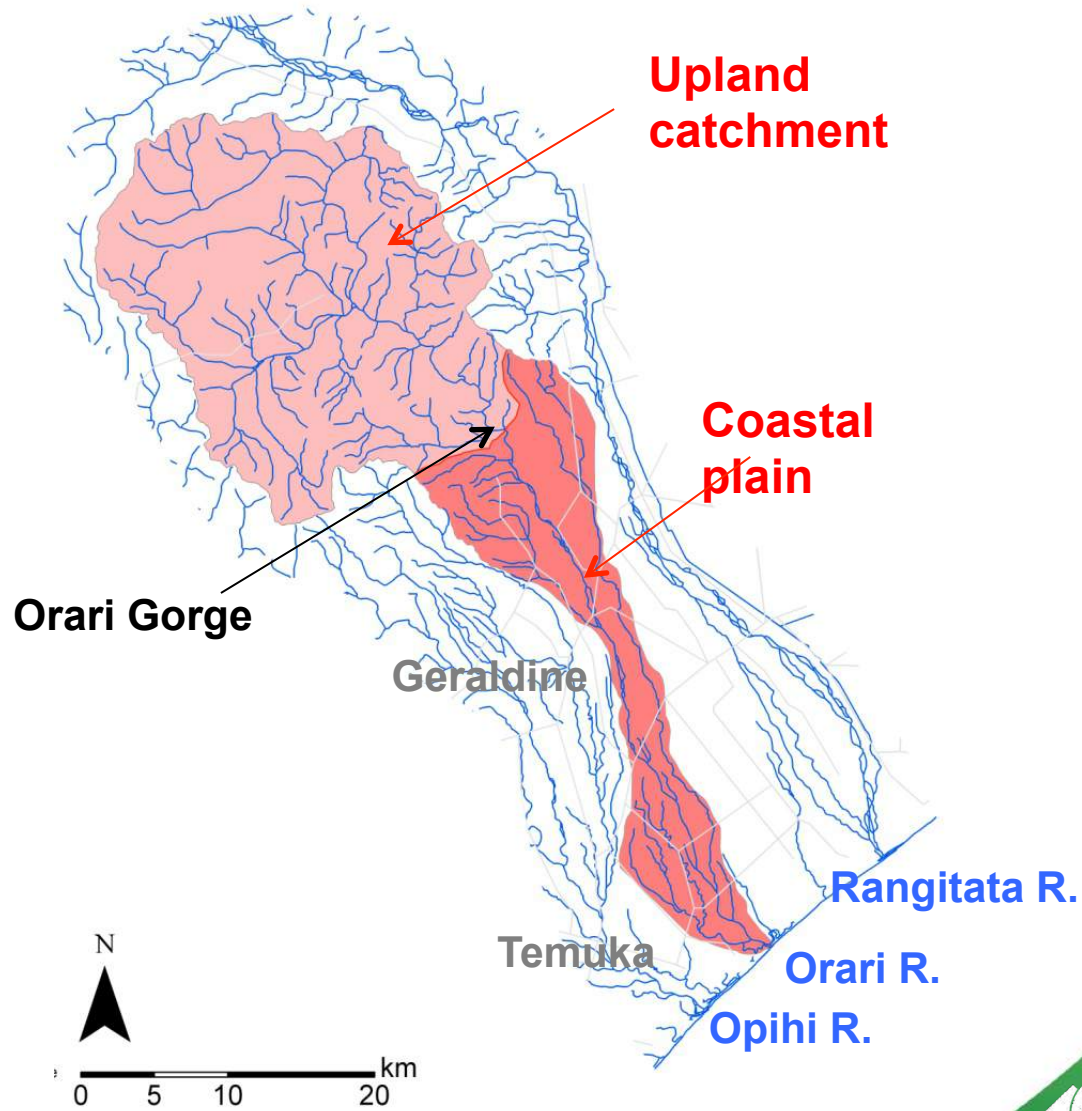 Upland
catchment
Coastal
plain
Orari Gorge
Geraldine
Rangitata R.
Temuka
Orari R.
Opihi R.
N
km
0 5 10 20